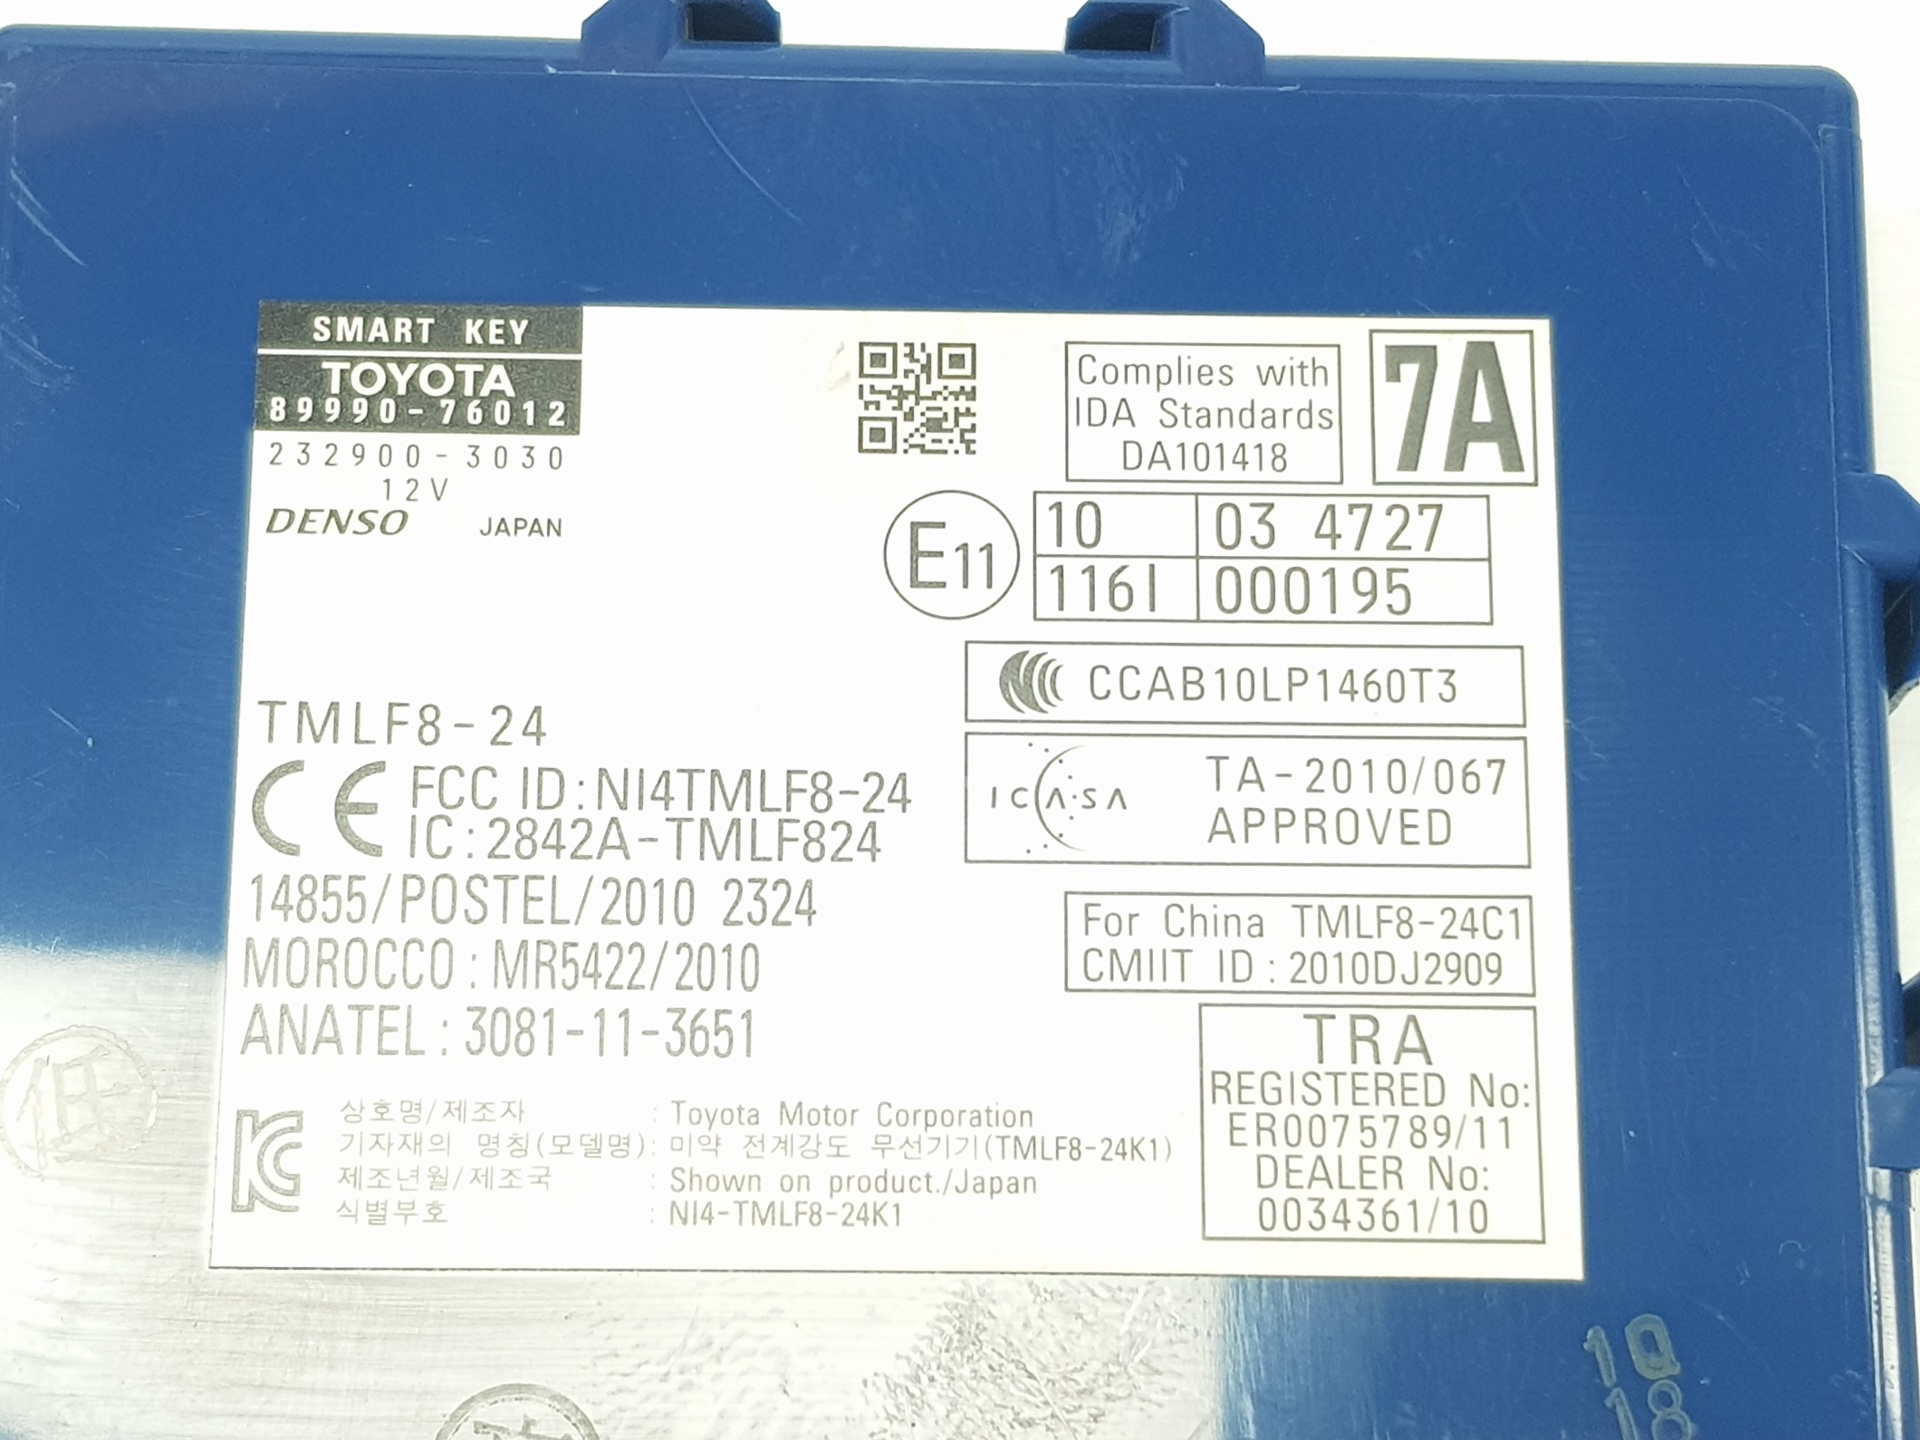 SMART KEY
TOYOTA
89990-76012
232900-3030
12V
DENSO JAPAN
Complies with
IDA Standards
DA101418
7A
E11
10 03 4727
116I 000195
CCAB10LP1460T3
TMLF8-24
CE
FCC ID:NI4TMLF8-24
IC:2842A-TMLF824
14855/POSTEL/2010 2324
MOROCCO:MR5422/2010
ANATEL:3081-11-3651
ICASA
TA-2010/067
APPROVED
For China TMLF8-24C1
CMIIT ID:2010DJ2909
TRA
REGISTERED No:
ER0075789/11
DEALER No:
0034361/10
상호명/제조자 : Toyota Motor Corporation
기자재의 명칭(모델명): 미약 전계강도 무선기기(TMLF8-24K1)
제조년월/제조국 : Shown on product./Japan
식별부호 : NI4-TMLF8-24K1
1Q
18